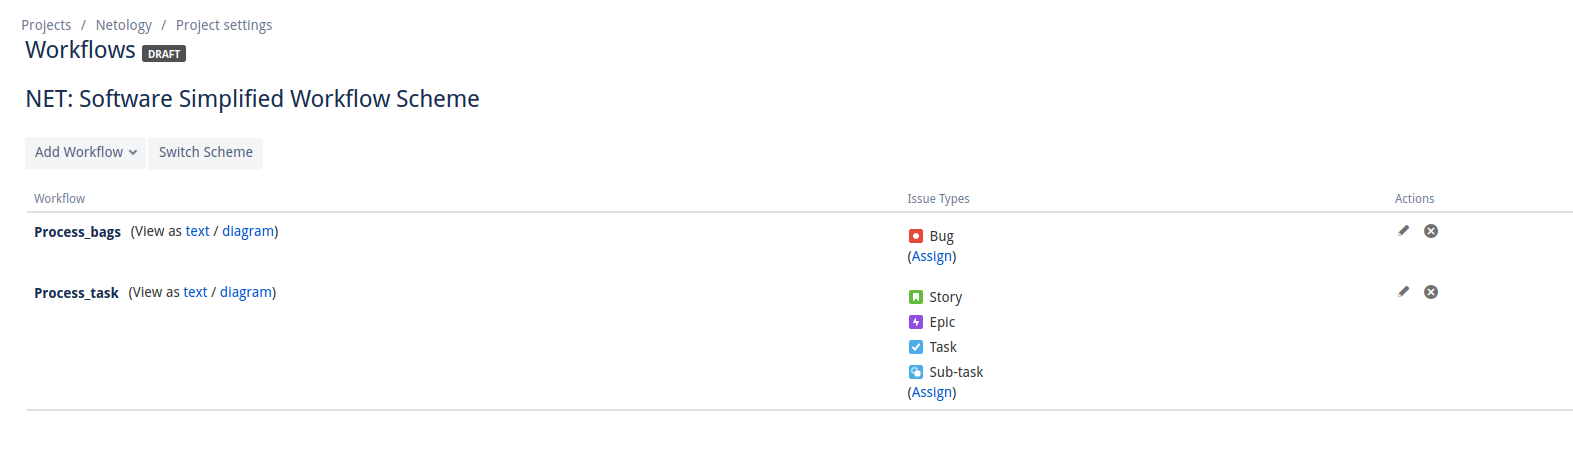 Projects / Netology / Project settings
Workflows DRAFT
NET: Software Simplified Workflow Scheme
Add Workflow Switch Scheme
Workflow Issue Types Actions
Process_bags (View as text / diagram) Bug
(Assign)
Process_task (View as text / diagram) Story
Epic
Task
Sub-task
(Assign)